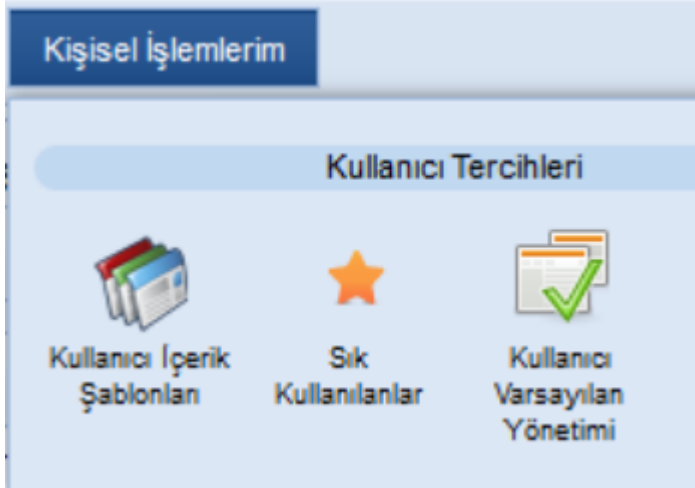 Kişisel İşlemlerim
Kullanıcı Tercihleri
Kullanıcı İçerik
Şablonları
Sık
Kullanılanlar
Kullanıcı
Varsayılan
Yönetimi